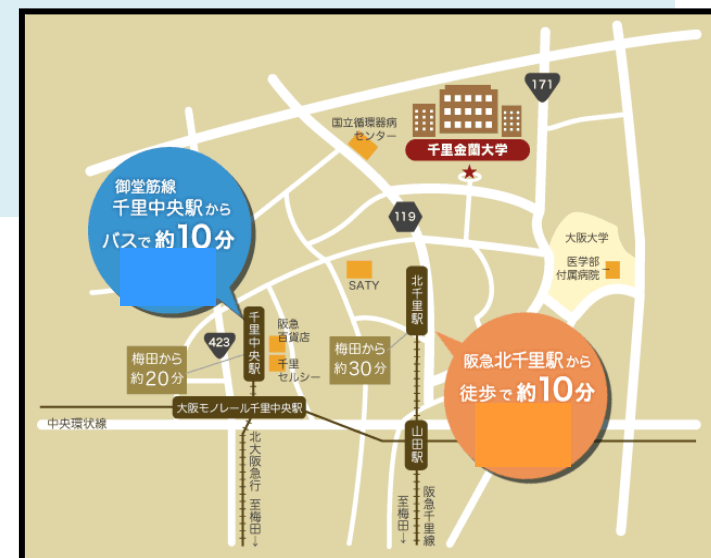 171
国立循環器病
センター
千里金蘭大学
御堂筋線
千里中央駅から
バスで約10分
119
大阪大学
医学部
付属病院
SATY
北千里駅
千里中央駅
阪急
百貨店
423
千里
セルシー
梅田から
約20分
梅田から
約30分
阪急北千里駅から
徒歩で約10分
大阪モノレール千里中央駅
中央環状線
山田駅
北大阪急行 至梅田↓
至梅田↓
阪急千里線